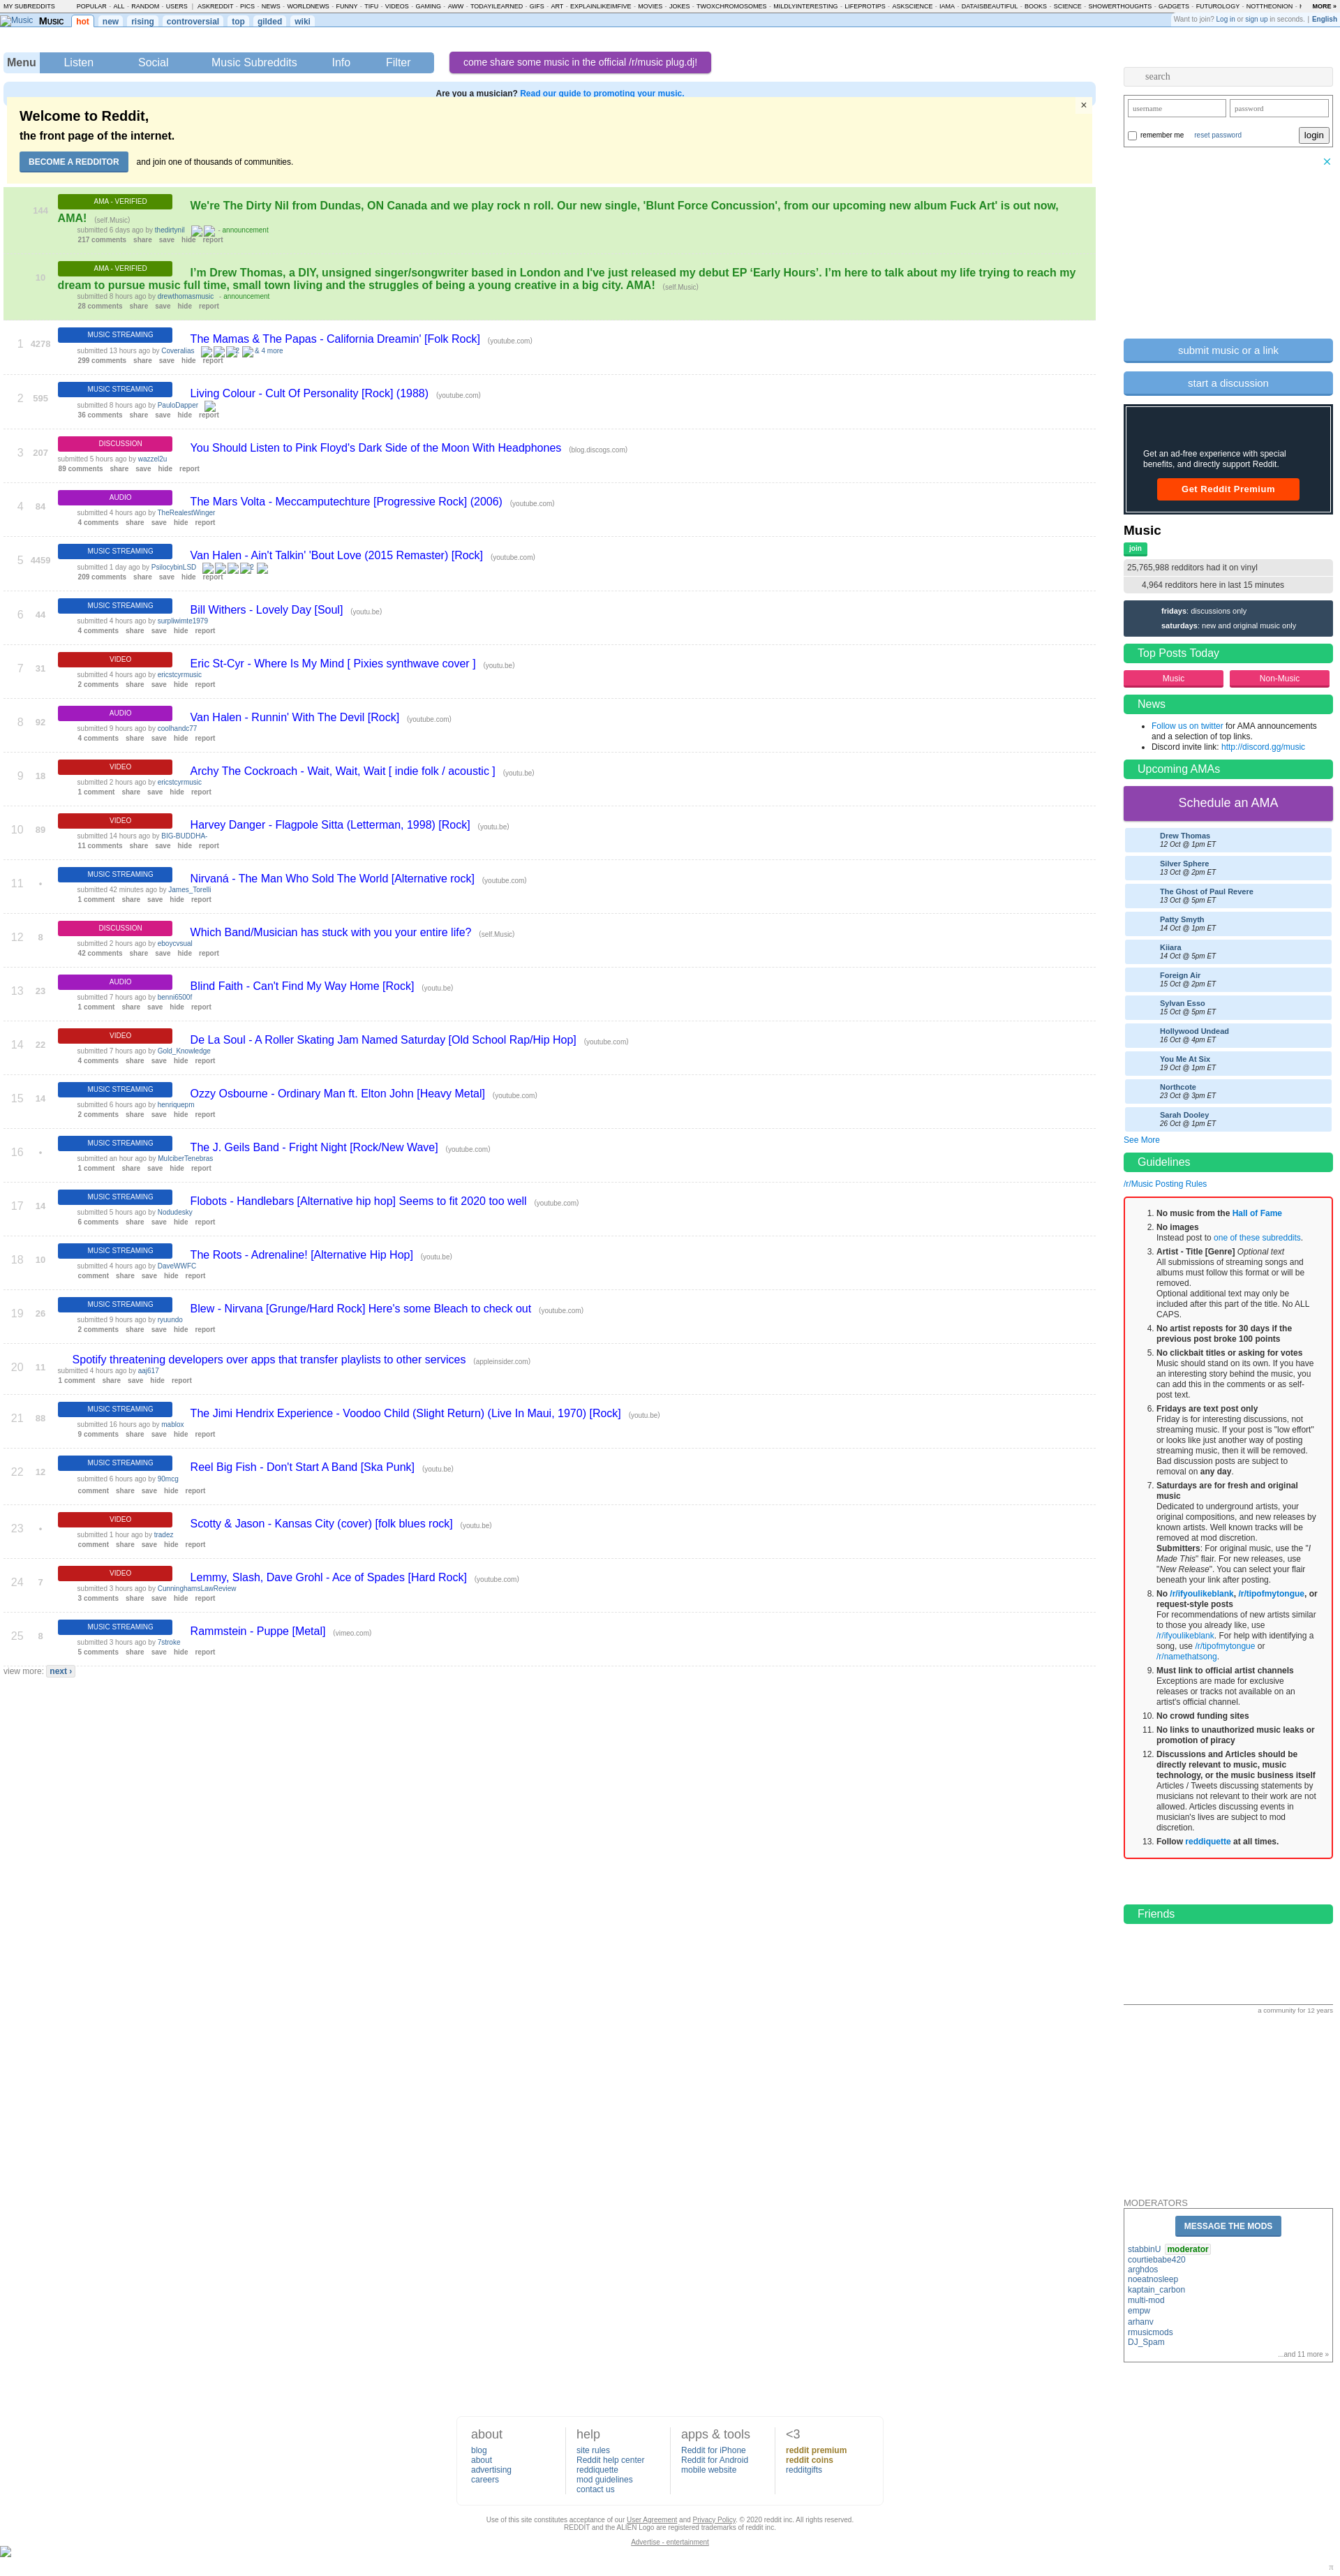 MY SUBREDDITS POPULAR - ALL - RANDOM - USERS | ASKREDDIT - PICS - NEWS - WORLDNEWS - FUNNY - TIFU - VIDEOS - GAMING - AWW - TODAYILEARNED - GIFS - ART - EXPLAINLIKEIMFIVE - MOVIES - JOKES - TWOXCHROMOSOMES - MILDLYINTERESTING - LIFEPROTIPS - ASKSCIENCE - IAMA - DATAISBEAUTIFUL - BOOKS - SCIENCE - SHOWERTHOUGHTS - GADGETS - FUTUROLOGY - NOTTHEONION - MORE »
Music MUSIC hot new rising controversial top gilded wiki Want to join? Log in or sign up in seconds. | English
Menu Listen Social Music Subreddits Info Filter come share some music in the official /r/music plug.dj!
Are you a musician? Read our guide to promoting your music.
×
Welcome to Reddit,
the front page of the internet.
BECOME A REDDITOR and join one of thousands of communities.
144 AMA - VERIFIED We're The Dirty Nil from Dundas, ON Canada and we play rock n roll. Our new single, 'Blunt Force Concussion', from our upcoming new album Fuck Art' is out now,
AMA! (self.Music)
submitted 6 days ago by thedirtynil - announcement
217 comments share save hide report
10 AMA - VERIFIED I'm Drew Thomas, a DIY, unsigned singer/songwriter based in London and I've just released my debut EP ‘Early Hours’. I’m here to talk about my life trying to reach my
dream to pursue music full time, small town living and the struggles of being a young creative in a big city. AMA! (self.Music)
submitted 8 hours ago by drewthomasmusic - announcement
28 comments share save hide report
1 4278 MUSIC STREAMING The Mamas & The Papas - California Dreamin' [Folk Rock] (youtube.com)
submitted 13 hours ago by Coveralias & 4 more
299 comments share save hide report
2 595 MUSIC STREAMING Living Colour - Cult Of Personality [Rock] (1988) (youtube.com)
submitted 8 hours ago by PauloDapper
36 comments share save hide report
3 207 DISCUSSION You Should Listen to Pink Floyd's Dark Side of the Moon With Headphones (blog.discogs.com)
submitted 5 hours ago by wazzel2u
89 comments share save hide report
4 84 AUDIO The Mars Volta - Meccamputechture [Progressive Rock] (2006) (youtube.com)
submitted 4 hours ago by TheRealestWinger
4 comments share save hide report
5 4459 MUSIC STREAMING Van Halen - Ain't Talkin' 'Bout Love (2015 Remaster) [Rock] (youtube.com)
submitted 1 day ago by PsilocybinLSD 2
209 comments share save hide report
6 44 MUSIC STREAMING Bill Withers - Lovely Day [Soul] (youtu.be)
submitted 4 hours ago by surpliwimte1979
4 comments share save hide report
7 31 VIDEO Eric St-Cyr - Where Is My Mind [ Pixies synthwave cover ] (youtu.be)
submitted 4 hours ago by ericstcyrmusic
2 comments share save hide report
8 92 AUDIO Van Halen - Runnin' With The Devil [Rock] (youtube.com)
submitted 9 hours ago by coolhandc77
4 comments share save hide report
9 18 VIDEO Archy The Cockroach - Wait, Wait, Wait [ indie folk / acoustic ] (youtu.be)
submitted 2 hours ago by ericstcyrmusic
1 comment share save hide report
10 89 VIDEO Harvey Danger - Flagpole Sitta (Letterman, 1998) [Rock] (youtu.be)
submitted 14 hours ago by BIG-BUDDHA-
11 comments share save hide report
11 • MUSIC STREAMING Nirvaná - The Man Who Sold The World [Alternative rock] (youtube.com)
submitted 42 minutes ago by James_Torelli
1 comment share save hide report
12 8 DISCUSSION Which Band/Musician has stuck with you your entire life? (self.Music)
submitted 2 hours ago by eboycvsual
42 comments share save hide report
13 23 AUDIO Blind Faith - Can't Find My Way Home [Rock] (youtu.be)
submitted 7 hours ago by benni6500f
1 comment share save hide report
14 22 VIDEO De La Soul - A Roller Skating Jam Named Saturday [Old School Rap/Hip Hop] (youtube.com)
submitted 7 hours ago by Gold_Knowledge
4 comments share save hide report
15 14 MUSIC STREAMING Ozzy Osbourne - Ordinary Man ft. Elton John [Heavy Metal] (youtube.com)
submitted 6 hours ago by henriquepm
2 comments share save hide report
16 • MUSIC STREAMING The J. Geils Band - Fright Night [Rock/New Wave] (youtube.com)
submitted an hour ago by MulciberTenebras
1 comment share save hide report
17 14 MUSIC STREAMING Flobots - Handlebars [Alternative hip hop] Seems to fit 2020 too well (youtube.com)
submitted 5 hours ago by Nodudesky
6 comments share save hide report
18 10 MUSIC STREAMING The Roots - Adrenaline! [Alternative Hip Hop] (youtu.be)
submitted 4 hours ago by DaveWWFC
comment share save hide report
19 26 MUSIC STREAMING Blew - Nirvana [Grunge/Hard Rock] Here's some Bleach to check out (youtube.com)
submitted 9 hours ago by ryuundo
2 comments share save hide report
20 11 Spotify threatening developers over apps that transfer playlists to other services (appleinsider.com)
submitted 4 hours ago by aaj617
1 comment share save hide report
21 88 MUSIC STREAMING The Jimi Hendrix Experience - Voodoo Child (Slight Return) (Live In Maui, 1970) [Rock] (youtu.be)
submitted 16 hours ago by mablox
9 comments share save hide report
22 12 MUSIC STREAMING Reel Big Fish - Don't Start A Band [Ska Punk] (youtu.be)
submitted 6 hours ago by 90mcg
comment share save hide report
23 • VIDEO Scotty & Jason - Kansas City (cover) [folk blues rock] (youtu.be)
submitted 1 hour ago by tradez
comment share save hide report
24 7 VIDEO Lemmy, Slash, Dave Grohl - Ace of Spades [Hard Rock] (youtube.com)
submitted 3 hours ago by CunninghamsLawReview
3 comments share save hide report
25 8 MUSIC STREAMING Rammstein - Puppe [Metal] (vimeo.com)
submitted 3 hours ago by 7stroke
5 comments share save hide report
view more: next ›
search
username password
remember me reset password login
submit music or a link
start a discussion
Get an ad-free experience with special
benefits, and directly support Reddit.
Get Reddit Premium
Music
join
25,765,988 redditors had it on vinyl
4,964 redditors here in last 15 minutes
fridays: discussions only
saturdays: new and original music only
Top Posts Today
Music Non-Music
News
• Follow us on twitter for AMA announcements
and a selection of top links.
• Discord invite link: http://discord.gg/music
Upcoming AMAs
Schedule an AMA
Drew Thomas
12 Oct @ 1pm ET
Silver Sphere
13 Oct @ 2pm ET
The Ghost of Paul Revere
13 Oct @ 5pm ET
Patty Smyth
14 Oct @ 1pm ET
Kiiara
14 Oct @ 5pm ET
Foreign Air
15 Oct @ 2pm ET
Sylvan Esso
15 Oct @ 5pm ET
Hollywood Undead
16 Oct @ 4pm ET
You Me At Six
19 Oct @ 1pm ET
Northcote
23 Oct @ 3pm ET
Sarah Dooley
26 Oct @ 1pm ET
See More
Guidelines
/r/Music Posting Rules
1. No music from the Hall of Fame
2. No images
Instead post to one of these subreddits.
3. Artist - Title [Genre] Optional text
All submissions of streaming songs and
albums must follow this format or will be
removed.
Optional additional text may only be
included after this part of the title. No ALL
CAPS.
4. No artist reposts for 30 days if the
previous post broke 100 points
5. No clickbait titles or asking for votes
Music should stand on its own. If you have
an interesting story behind the music, you
can add this in the comments or as self-
post text.
6. Fridays are text post only
Friday is for interesting discussions, not
streaming music. If your post is "low effort"
or looks like just another way of posting
streaming music, then it will be removed.
Bad discussion posts are subject to
removal on any day.
7. Saturdays are for fresh and original
music
Dedicated to underground artists, your
original compositions, and new releases by
known artists. Well known tracks will be
removed at mod discretion.
Submitters: For original music, use the "I
Made This" flair. For new releases, use
"New Release". You can select your flair
beneath your link after posting.
8. No /r/ifyoulikeblank, /r/tipofmytongue, or
request-style posts
For recommendations of new artists similar
to those you already like, use
/r/ifyoulikeblank. For help with identifying a
song, use /r/tipofmytongue or
/r/namethatsong.
9. Must link to official artist channels
Exceptions are made for exclusive
releases or tracks not available on an
artist's official channel.
10. No crowd funding sites
11. No links to unauthorized music leaks or
promotion of piracy
12. Discussions and Articles should be
directly relevant to music, music
technology, or the music business itself
Articles / Tweets discussing statements by
musicians not relevant to their work are not
allowed. Articles discussing events in
musician's lives are subject to mod
discretion.
13. Follow reddiquette at all times.
Friends
a community for 12 years
MODERATORS
MESSAGE THE MODS
stabbinU moderator
courtiebabe420
arghdos
noeatnosleep
kaptain_carbon
multi-mod
empw
arhanv
rmusicmods
DJ_Spam
...and 11 more »
about help apps & tools <3
blog site rules Reddit for iPhone reddit premium
about Reddit help center Reddit for Android reddit coins
advertising reddiquette mobile website redditgifts
careers mod guidelines
contact us
Use of this site constitutes acceptance of our User Agreement and Privacy Policy. © 2020 reddit inc. All rights reserved.
REDDIT and the ALIEN Logo are registered trademarks of reddit inc.
Advertise - entertainment
π